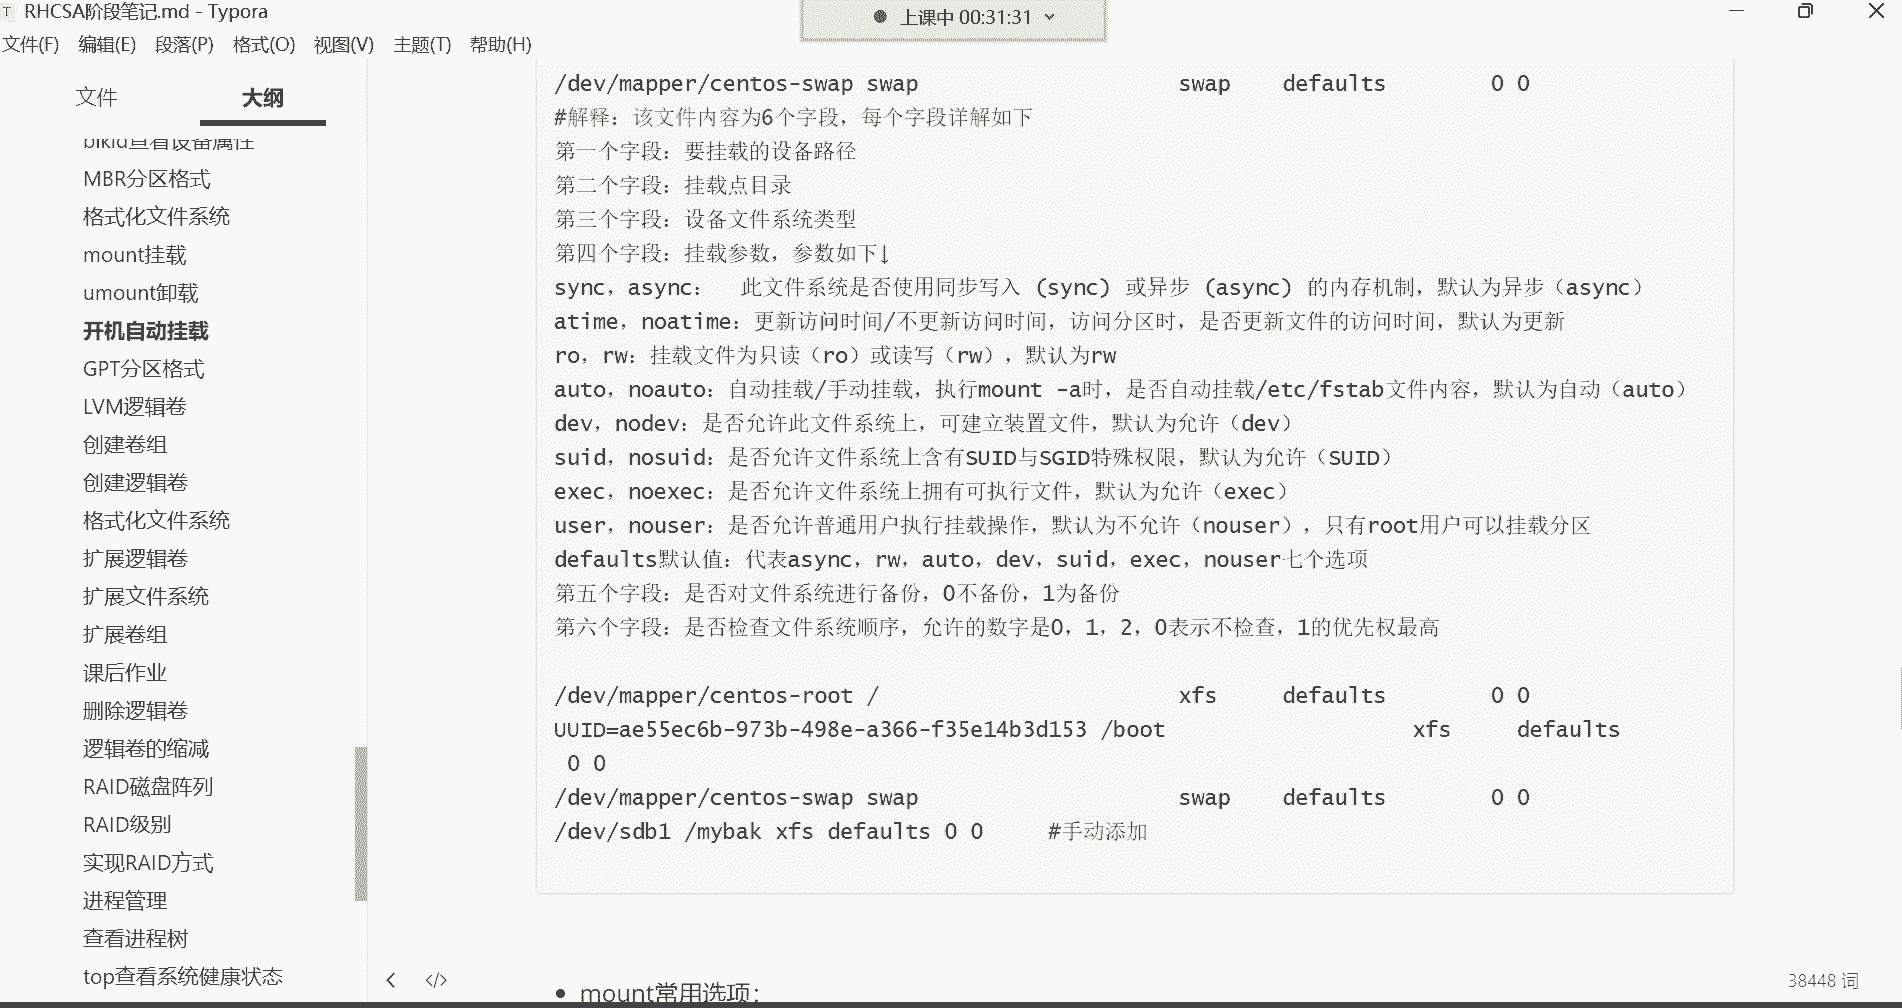 RHCSA阶段笔记.md - Typora
上课中 00:31:31
文件(F) 编辑(E) 段落(P) 格式(O) 视图(V) 主题(T) 帮助(H)
文件 大纲
blkid查看设备属性
MBR分区格式
格式化文件系统
mount挂载
umount卸载
开机自动挂载
GPT分区格式
LVM逻辑卷
创建卷组
创建逻辑卷
格式化文件系统
扩展逻辑卷
扩展文件系统
扩展卷组
课后作业
删除逻辑卷
逻辑卷的缩减
RAID磁盘阵列
RAID级别
实现RAID方式
进程管理
查看进程树
top查看系统健康状态
/dev/mapper/centos-swap swap swap defaults 0 0
#解释：该文件内容为6个字段，每个字段详解如下
第一个字段：要挂载的设备路径
第二个字段：挂载点目录
第三个字段：设备文件系统类型
第四个字段：挂载参数，参数如下↓
sync，async： 此文件系统是否使用同步写入 (sync) 或异步 (async) 的内存机制，默认为异步（async）
atime，noatime：更新访问时间/不更新访问时间，访问分区时，是否更新文件的访问时间，默认为更新
ro，rw：挂载文件为只读（ro）或读写（rw），默认为rw
auto，noauto：自动挂载/手动挂载，执行mount -a时，是否自动挂载/etc/fstab文件内容，默认为自动（auto）
dev，nodev：是否允许此文件系统上，可建立装置文件，默认为允许（dev）
suid，nosuid：是否允许文件系统上含有SUID与SGID特殊权限，默认为允许（SUID）
exec，noexec：是否允许文件系统上拥有可执行文件，默认为允许（exec）
user，nouser：是否允许普通用户执行挂载操作，默认为不允许（nouser），只有root用户可以挂载分区
defaults默认值：代表async，rw，auto，dev，suid，exec，nouser七个选项
第五个字段：是否对文件系统进行备份，0不备份，1为备份
第六个字段：是否检查文件系统顺序，允许的数字是0，1，2，0表示不检查，1的优先权最高
/dev/mapper/centos-root / xfs defaults 0 0
UUID=ae55ec6b-973b-498e-a366-f35e14b3d153 /boot xfs defaults
0 0
/dev/mapper/centos-swap swap swap defaults 0 0
/dev/sdb1 /mybak xfs defaults 0 0 #手动添加
• mount常用选项：
38448 词